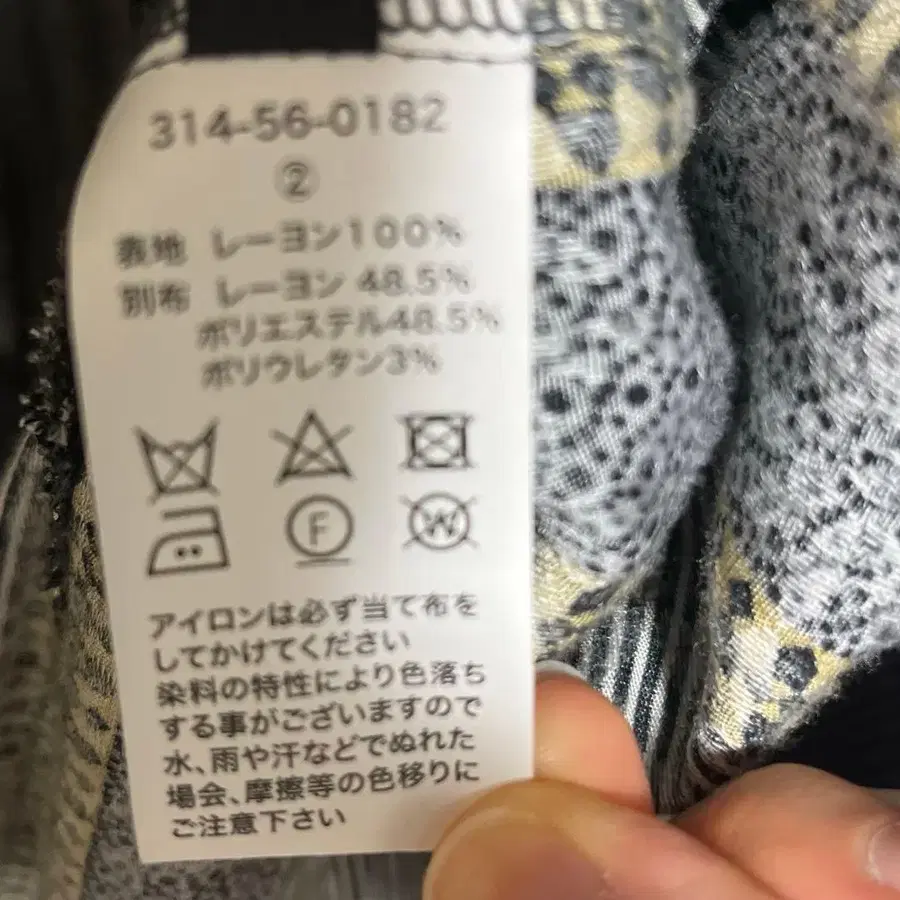 314-56-0182
②
表地 レーヨン100%
別布 レーヨン 48.5%
ポリエステル48.5%
ポリウレタン3%
F
W
アイロンは必ず当て布を
してかけてください
染料の特性により色落ち
する事がございますので
水、雨や汗などでぬれた
場合、摩擦等の色移りに
ご注意下さい